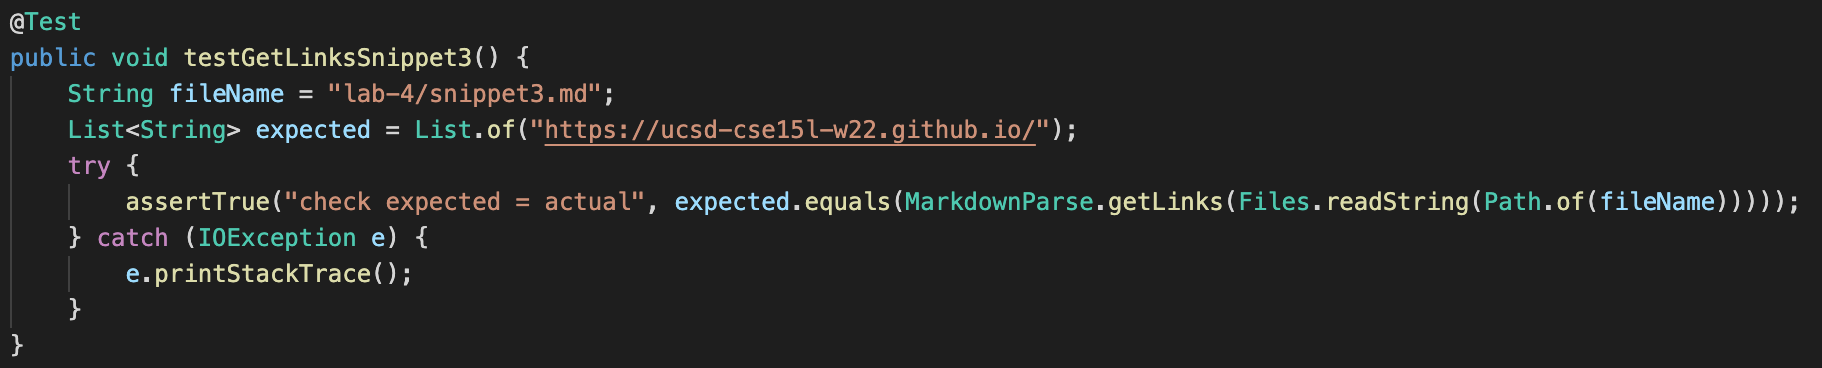 @Test
public void testGetLinksSnippet3() {
    String fileName = "lab-4/snippet3.md";
    List<String> expected = List.of("https://ucsd-cse15l-w22.github.io/");
    try {
        assertTrue("check expected = actual", expected.equals(MarkdownParse.getLinks(Files.readString(Path.of(fileName)))));
    } catch (IOException e) {
        e.printStackTrace();
    }
}